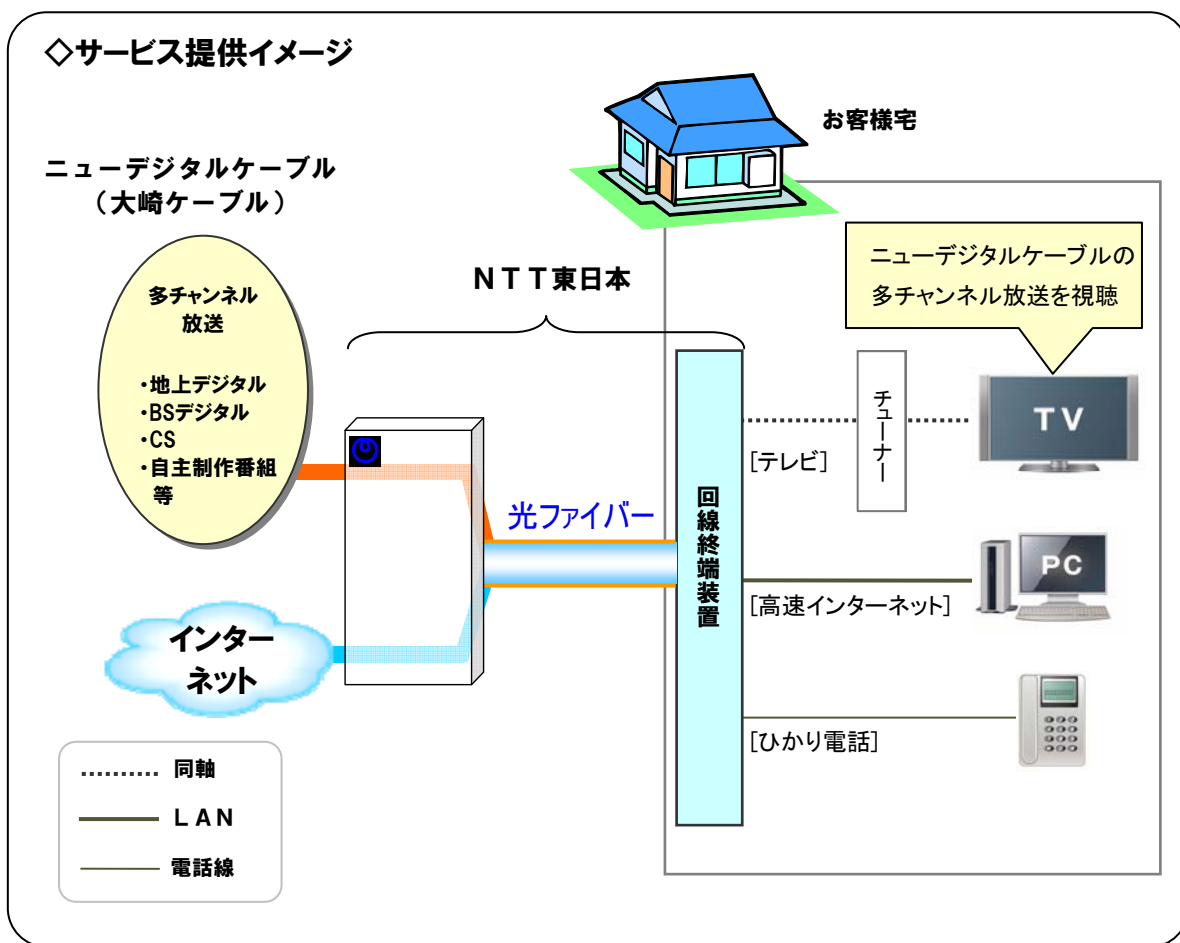 ◇サービス提供イメージ
お客様宅
ニューデジタルケーブル
（大崎ケーブル）
多チャンネル
放送
・地上デジタル
・BSデジタル
・CS
・自主制作番組
等
NTT東日本
ニューデジタルケーブルの
多チャンネル放送を視聴
チューナー
TV
[テレビ]
光ファイバー
回線終端装置
PC
[高速インターネット]
インター
ネット
[ひかり電話]
同軸
LAN
電話線